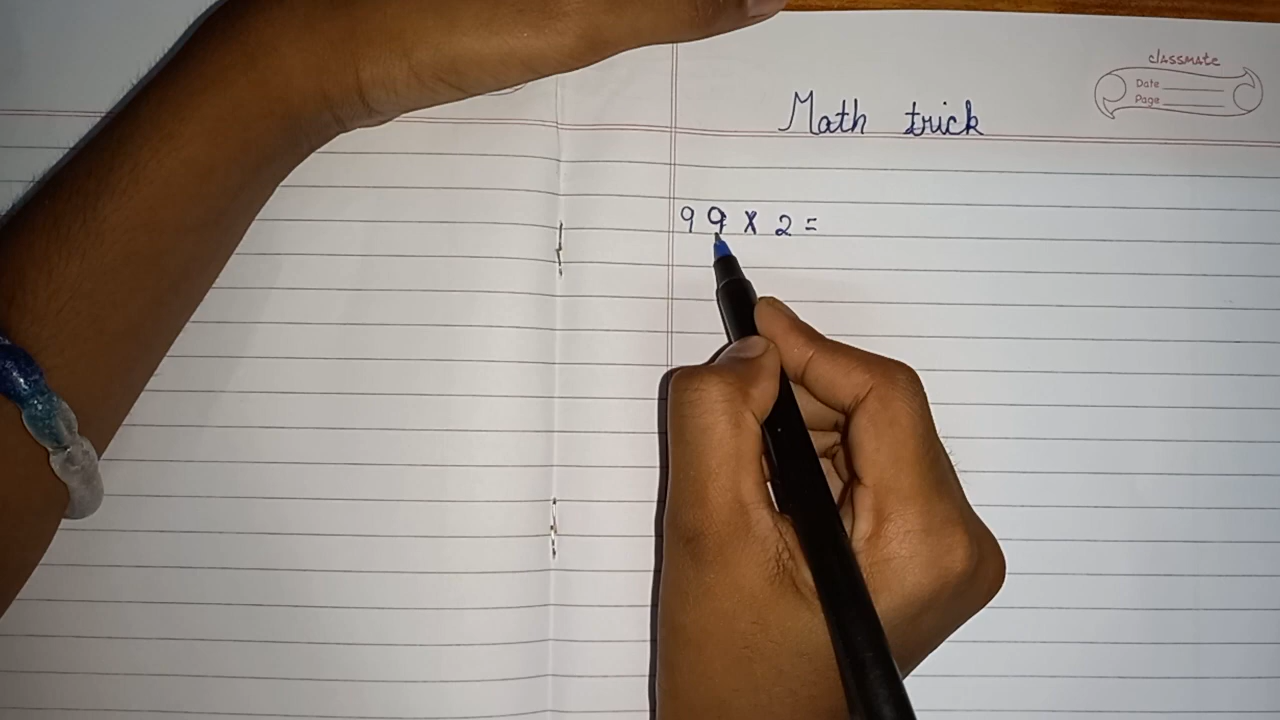 classmate
Date
Page
Math trick
99 x 2 =